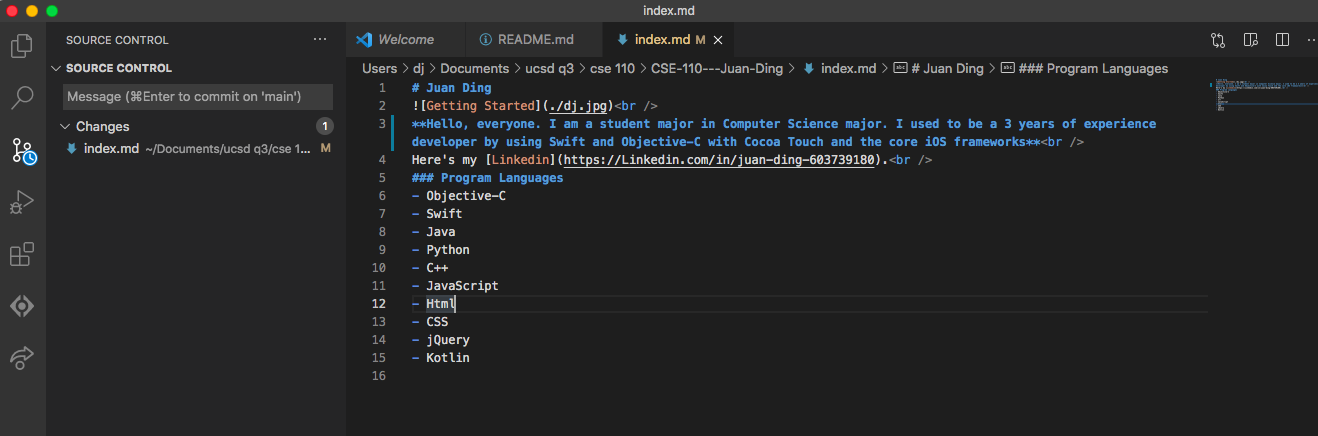 index.md
SOURCE CONTROL
SOURCE CONTROL
Message (⌘Enter to commit on 'main')
Changes 1
index.md ~/Documents/ucsd q3/cse 1... M
Welcome README.md index.md M
Users > dj > Documents > ucsd q3 > cse 110 > CSE-110---Juan-Ding > index.md > # Juan Ding > ### Program Languages
1 # Juan Ding
2 ![Getting Started](./dj.jpg)<br />
3 **Hello, everyone. I am a student major in Computer Science major. I used to be a 3 years of experience
developer by using Swift and Objective-C with Cocoa Touch and the core iOS frameworks**<br />
4 Here's my [Linkedin](https://Linkedin.com/in/juan-ding-603739180).<br />
5 ### Program Languages
6 - Objective-C
7 - Swift
8 - Java
9 - Python
10 - C++
11 - JavaScript
12 - Html
13 - CSS
14 - jQuery
15 - Kotlin
16